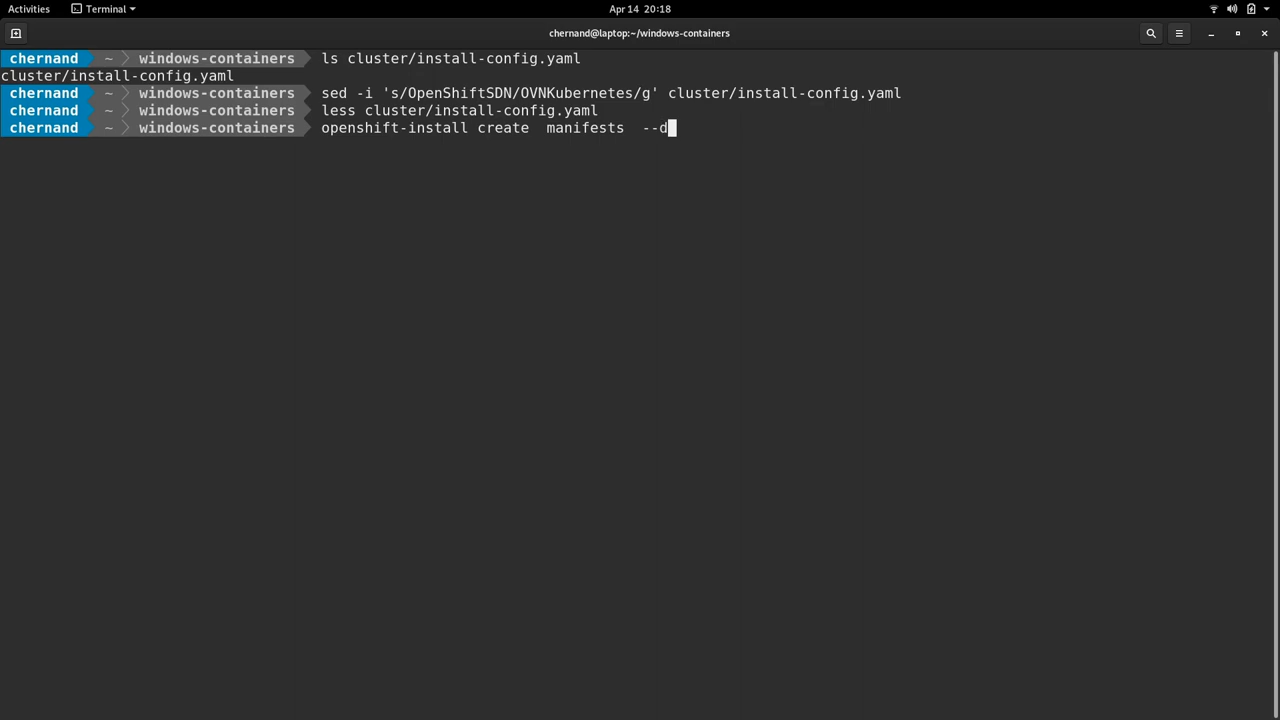 Activities Terminal Apr 14 20:18
chernand@laptop:~/windows-containers
chernand ~ windows-containers ls cluster/install-config.yaml
cluster/install-config.yaml
chernand ~ windows-containers sed -i 's/OpenShiftSDN/OVNKubernetes/g' cluster/install-config.yaml
chernand ~ windows-containers less cluster/install-config.yaml
chernand ~ windows-containers openshift-install create  manifests  --d